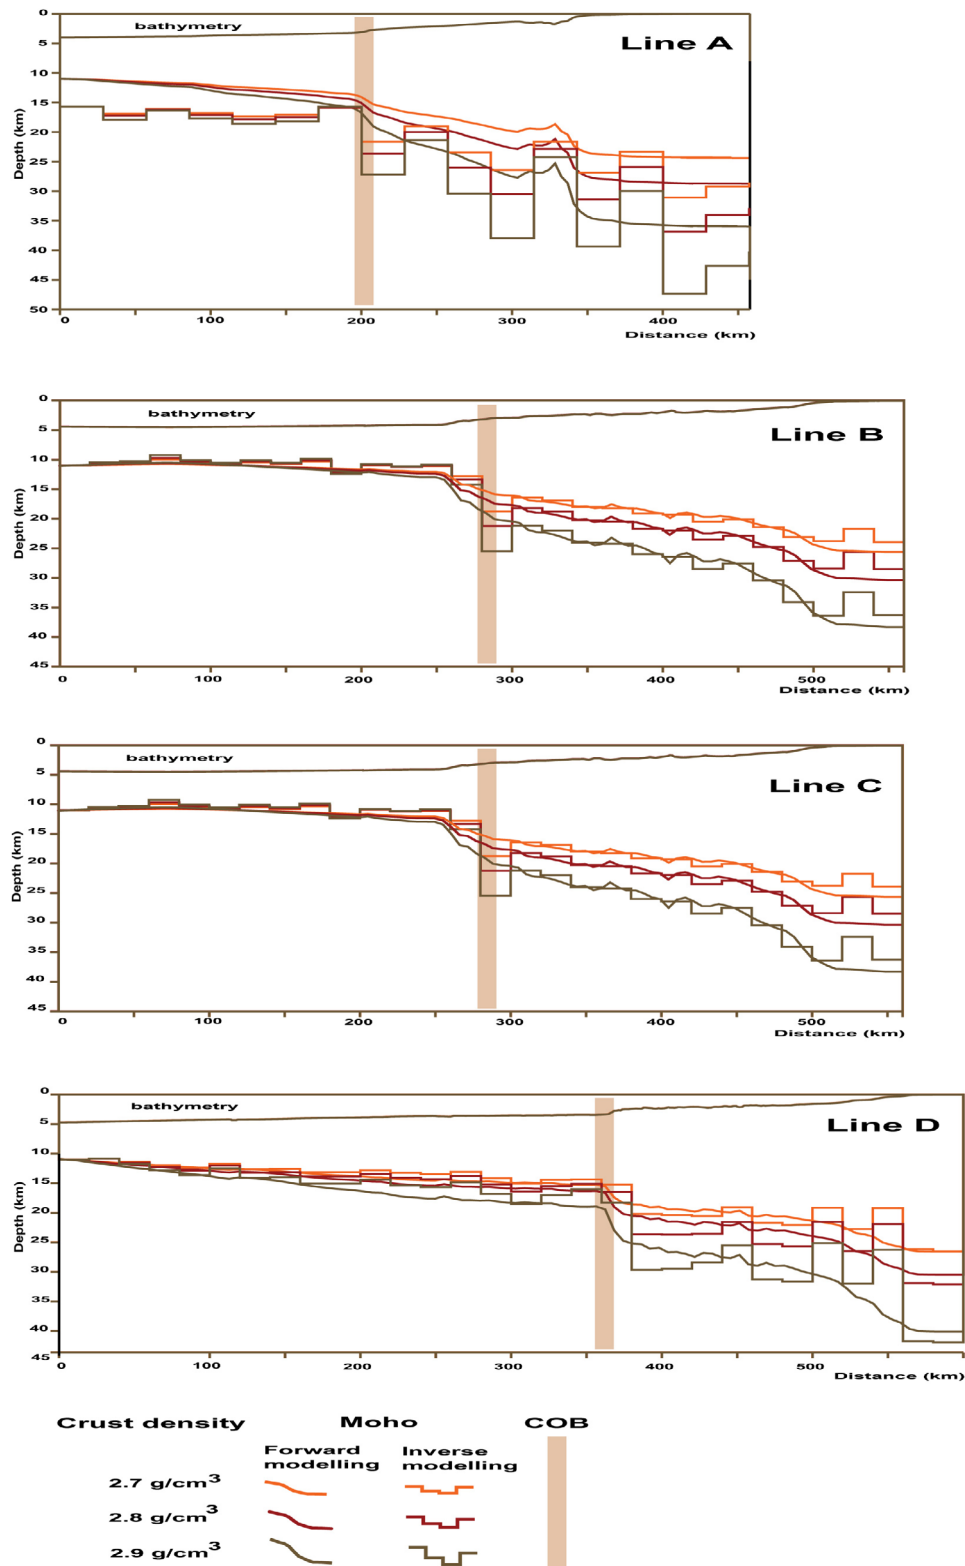 0
bathymetry
Line A
5
10
15
20
25
30
35
40
45
50
Depth (km)
0
100
200
300
400
Distance (km)
0
bathymetry
5
Line B
10
15
20
25
30
35
40
45
Depth (km)
0
100
200
300
400
500
Distance (km)
0
bathymetry
5
Line C
10
15
20
25
30
35
40
45
Depth (km)
0
100
200
300
400
500
Distance (km)
0
bathymetry
5
Line D
10
15
20
25
30
35
40
45
Depth (km)
0
100
200
300
400
500
Distance (km)
Crust density Moho COB
Forward Inverse
modelling modelling
2.7 g/cm³
2.8 g/cm³
2.9 g/cm³